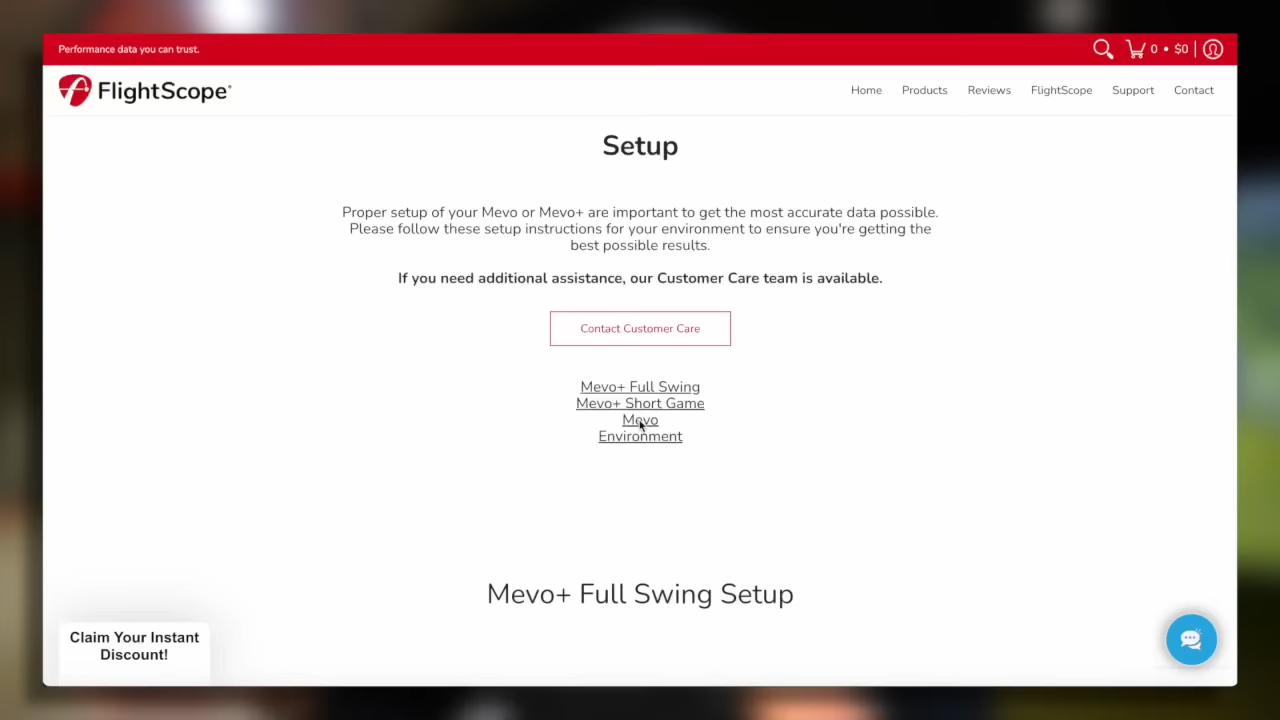 Performance data you can trust.
0 • $0
FlightScope®
Home Products Reviews FlightScope Support Contact
Setup
Proper setup of your Mevo or Mevo+ are important to get the most accurate data possible.
Please follow these setup instructions for your environment to ensure you're getting the
best possible results.
If you need additional assistance, our Customer Care team is available.
Contact Customer Care
Mevo+ Full Swing
Mevo+ Short Game
Mevo
Environment
Mevo+ Full Swing Setup
Claim Your Instant
Discount!